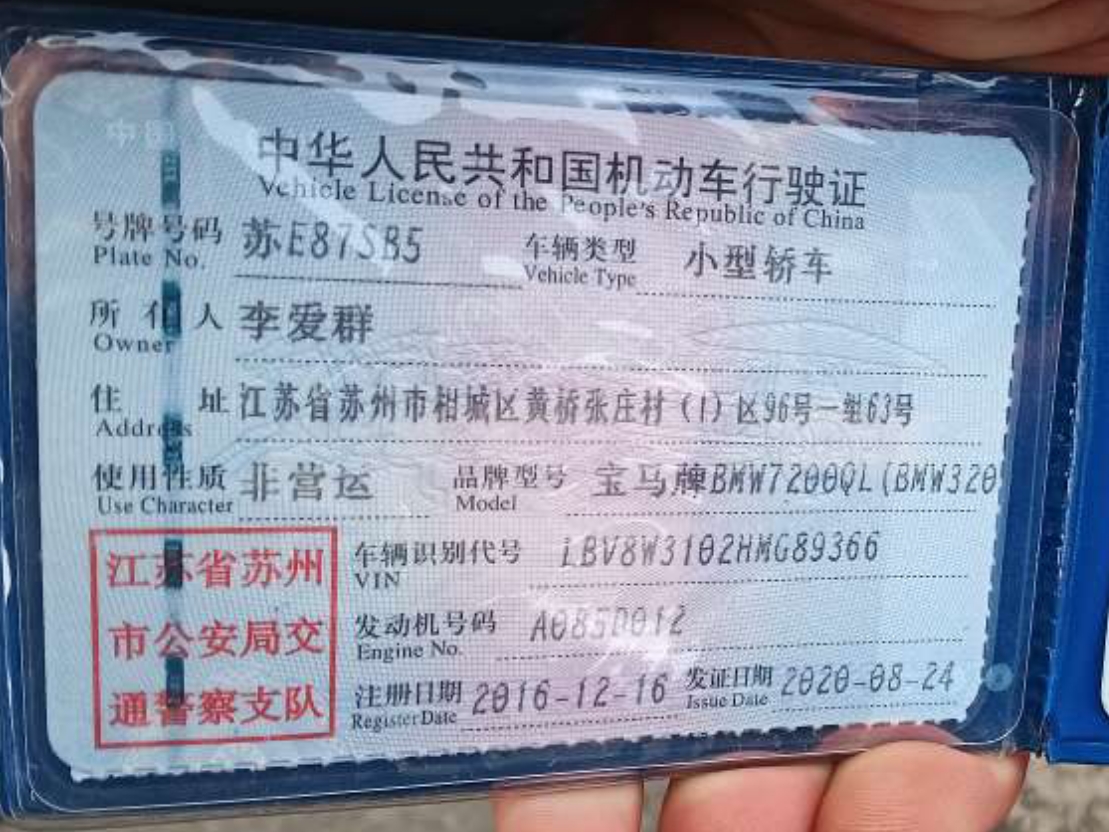 中华人民共和国机动车行驶证
Vehicle License of the People's Republic of China
号牌号码 苏E87SB5 车辆类型 小型轿车
Plate No. Vehicle Type
所有人 李爱群
Owner
住址 江苏省苏州市相城区黄桥张庄村(1)区96号一组63号
Address
使用性质 非营运 品牌型号 宝马牌BMW7200QL(BMW320
Use Character Model
江苏省苏州
市公安局交
通警察支队
车辆识别代号 LBV8W3102HMG89366
VIN
发动机号码 A085D012
Engine No.
注册日期 2016-12-16 发证日期 2020-08-24
Register Date Issue Date